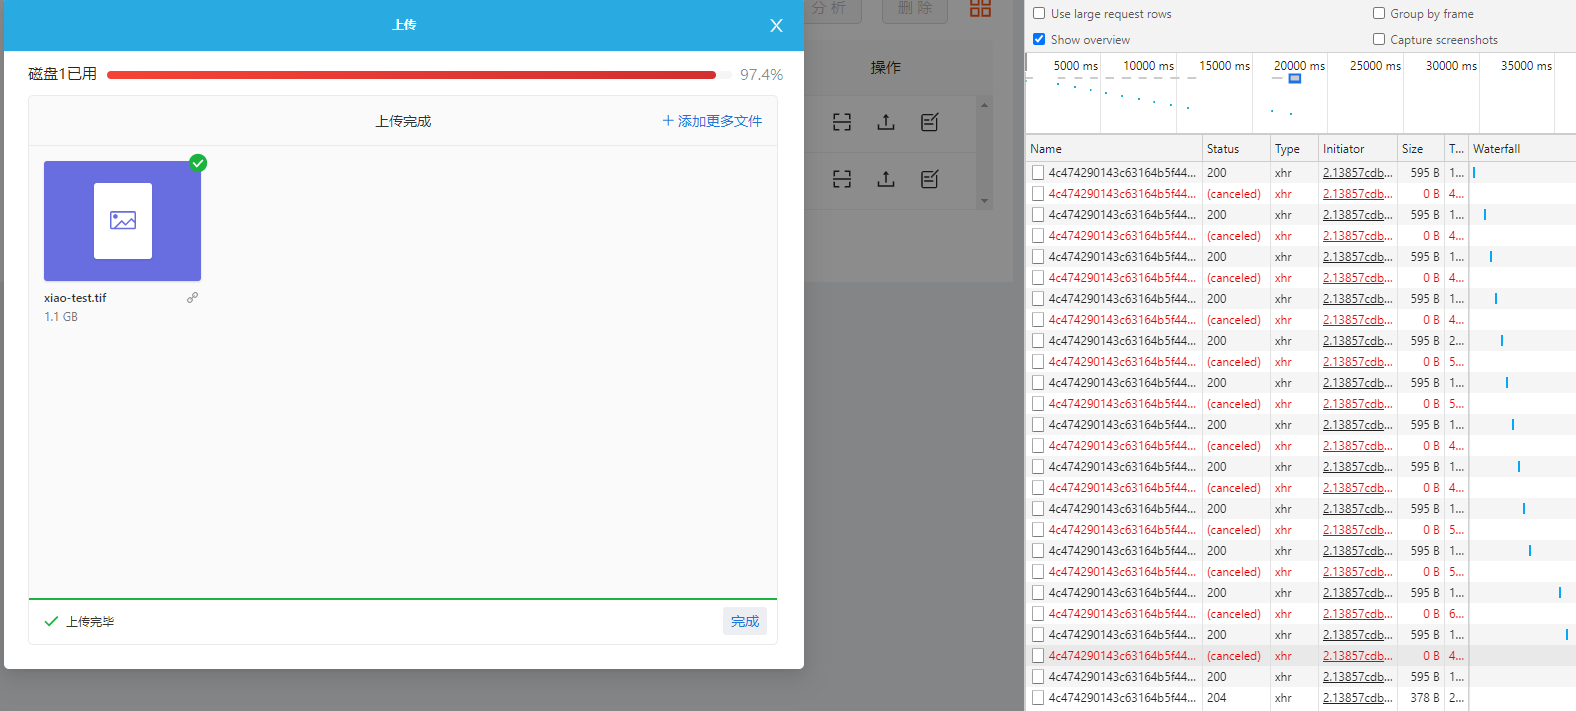 上传
X
磁盘1已用
97.4%
上传完成
+ 添加更多文件
xiao-test.tif
1.1 GB
上传完毕
完成
分 析
删 除
操作
Use large request rows
Group by frame
Show overview
Capture screenshots
5000 ms 10000 ms 15000 ms 20000 ms 25000 ms 30000 ms 35000 ms
Name Status Type Initiator Size T... Waterfall
4c474290143c63164b5f44... 200 xhr 2.13857cdb... 595 B 1...
4c474290143c63164b5f44... (canceled) xhr 2.13857cdb... 0 B 4...
4c474290143c63164b5f44... 200 xhr 2.13857cdb... 595 B 1...
4c474290143c63164b5f44... (canceled) xhr 2.13857cdb... 0 B 4...
4c474290143c63164b5f44... 200 xhr 2.13857cdb... 595 B 1...
4c474290143c63164b5f44... (canceled) xhr 2.13857cdb... 0 B 4...
4c474290143c63164b5f44... 200 xhr 2.13857cdb... 595 B 1...
4c474290143c63164b5f44... (canceled) xhr 2.13857cdb... 0 B 4...
4c474290143c63164b5f44... 200 xhr 2.13857cdb... 595 B 2...
4c474290143c63164b5f44... (canceled) xhr 2.13857cdb... 0 B 5...
4c474290143c63164b5f44... 200 xhr 2.13857cdb... 595 B 1...
4c474290143c63164b5f44... (canceled) xhr 2.13857cdb... 0 B 5...
4c474290143c63164b5f44... 200 xhr 2.13857cdb... 595 B 1...
4c474290143c63164b5f44... (canceled) xhr 2.13857cdb... 0 B 4...
4c474290143c63164b5f44... 200 xhr 2.13857cdb... 595 B 1...
4c474290143c63164b5f44... (canceled) xhr 2.13857cdb... 0 B 4...
4c474290143c63164b5f44... 200 xhr 2.13857cdb... 595 B 1...
4c474290143c63164b5f44... (canceled) xhr 2.13857cdb... 0 B 5...
4c474290143c63164b5f44... 200 xhr 2.13857cdb... 595 B 1...
4c474290143c63164b5f44... (canceled) xhr 2.13857cdb... 0 B 5...
4c474290143c63164b5f44... 200 xhr 2.13857cdb... 595 B 1...
4c474290143c63164b5f44... (canceled) xhr 2.13857cdb... 0 B 6...
4c474290143c63164b5f44... 200 xhr 2.13857cdb... 595 B 1...
4c474290143c63164b5f44... (canceled) xhr 2.13857cdb... 0 B 4...
4c474290143c63164b5f44... 200 xhr 2.13857cdb... 595 B 1...
4c474290143c63164b5f44... 204 xhr 2.13857cdb... 378 B 2...